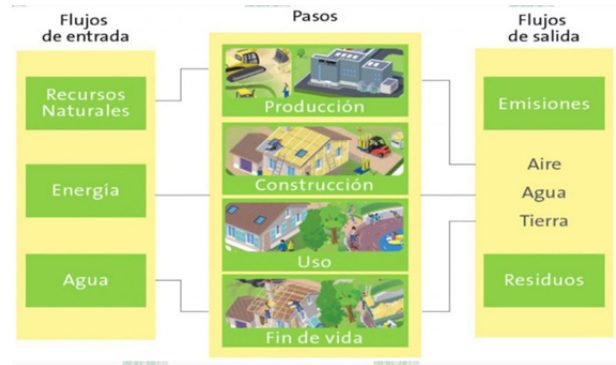 Flujos
de entrada
Recursos
Naturales
Energía
Agua
Pasos
Producción
Construcción
Uso
Fin de vida
Flujos
de salida
Emisiones
Aire
Agua
Tierra
Residuos